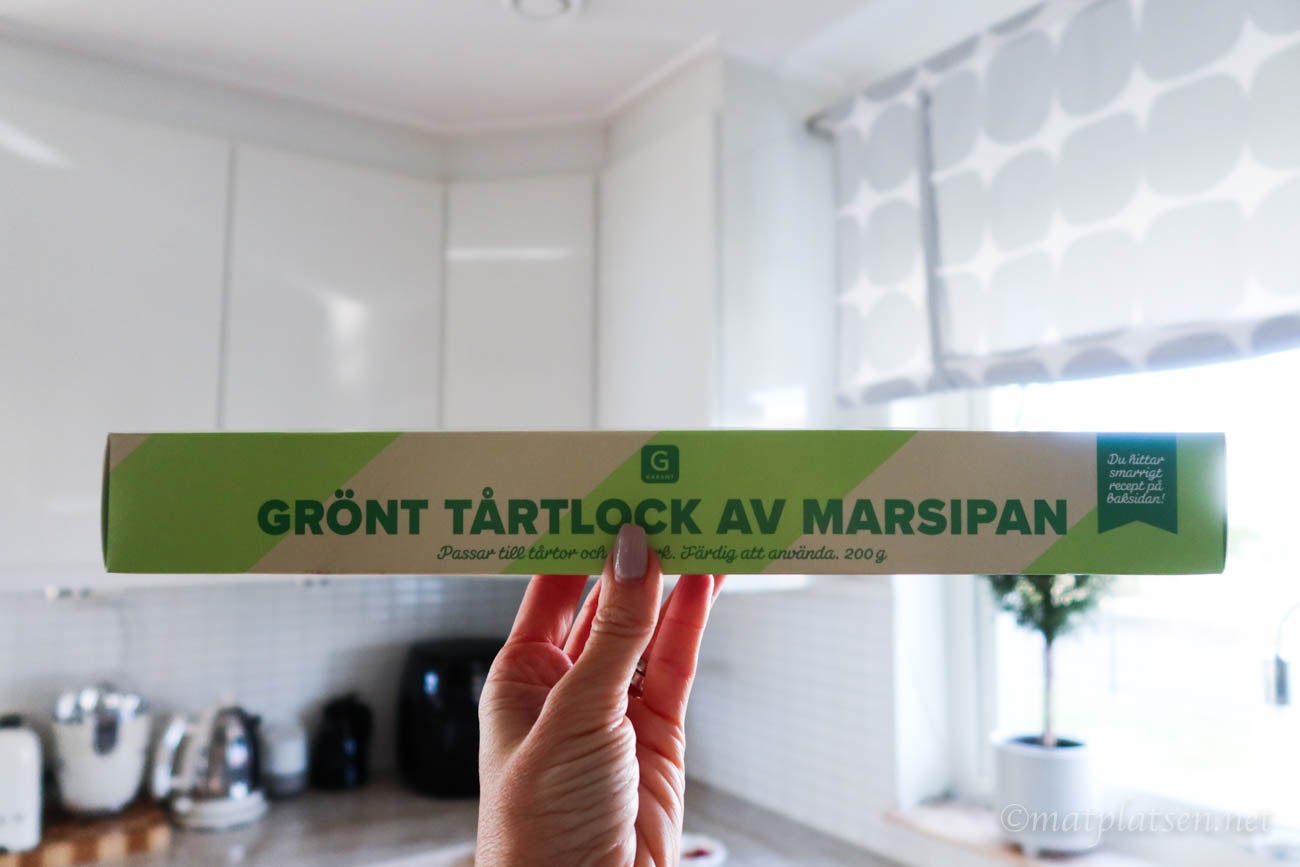 G
GARANT
GRÖNT TÅRTLOCK AV MARSIPAN
Passar till tårtor och. Färdig att använda. 200 g
Du hittar
smarrigt
recept på
baksidan!
©matplatsen.net